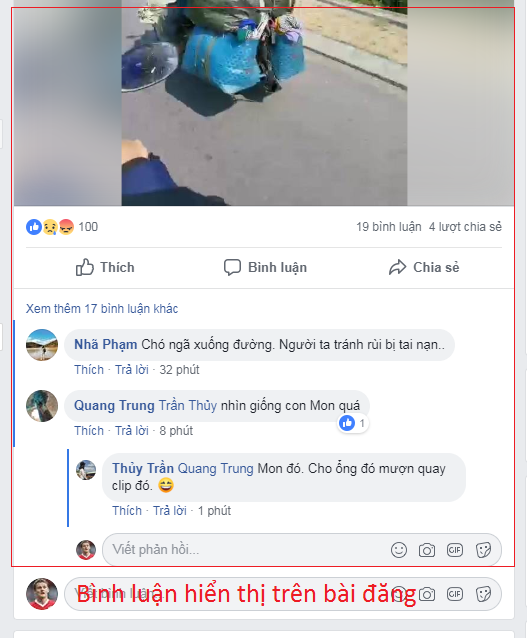 100
19 bình luận 4 lượt chia sẻ
Thích Bình luận Chia sẻ
Xem thêm 17 bình luận khác
Nhã Phạm Chó ngã xuống đường. Người ta tránh rùi bị tai nạn..
Thích · Trả lời · 32 phút
Quang Trung Trần Thủy nhìn giống con Mon quá
1
Thích · Trả lời · 8 phút
Thủy Trần Quang Trung Mon đó. Cho ổng đó mượn quay
clip đó. 😄
Thích · Trả lời · 1 phút
Viết phản hồi...
GIF
Bình luận hiển thị trên bài đăng
GIF